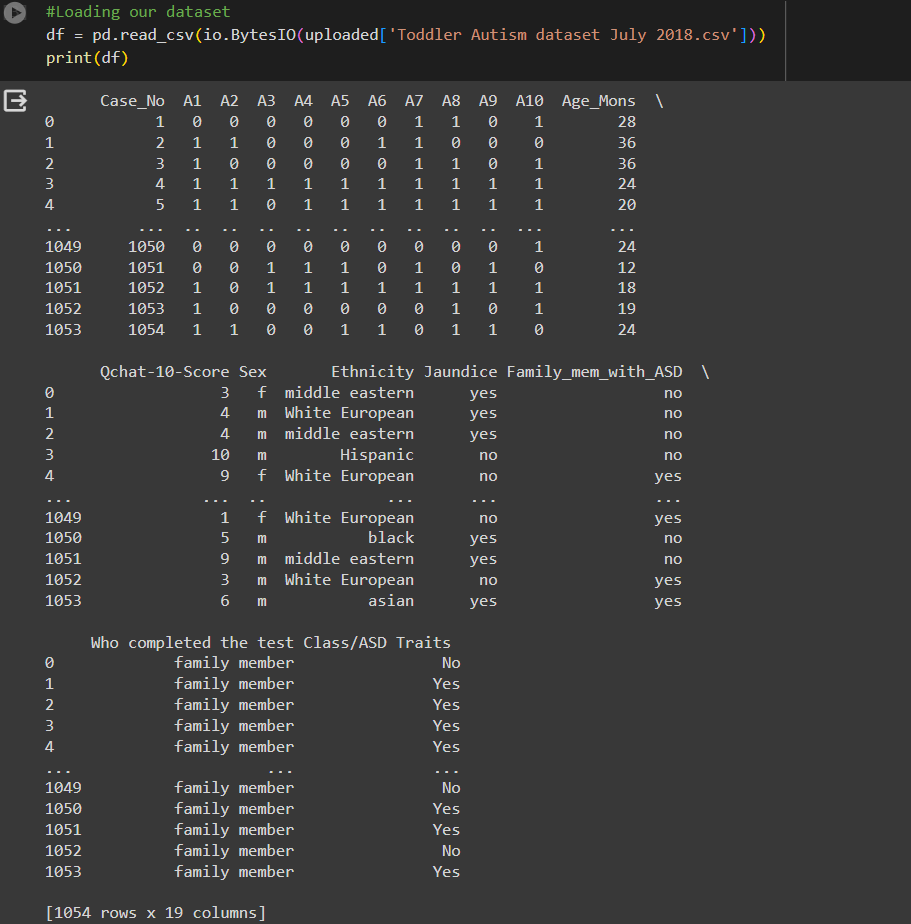 #Loading our dataset
df = pd.read_csv(io.BytesIO(uploaded['Toddler Autism dataset July 2018.csv']))
print(df)
Case_No A1 A2 A3 A4 A5 A6 A7 A8 A9 A10 Age_Mons \
0 1 0 0 0 0 0 0 1 1 0 1 28
1 2 1 1 0 0 0 1 1 0 0 0 36
2 3 1 0 0 0 0 0 1 1 0 1 36
3 4 1 1 1 1 1 1 1 1 1 1 24
4 5 1 1 0 1 1 1 1 1 1 1 20
... ... .. .. .. .. .. .. .. .. .. ... ...
1049 1050 0 0 0 0 0 0 0 0 0 1 24
1050 1051 0 0 1 1 1 0 1 0 1 0 12
1051 1052 1 0 1 1 1 1 1 1 1 1 18
1052 1053 1 0 0 0 0 0 0 1 0 1 19
1053 1054 1 1 0 0 1 1 0 1 1 0 24
Qchat-10-Score Sex Ethnicity Jaundice Family_mem_with_ASD \
0 3 f middle eastern yes no
1 4 m White European yes no
2 4 m middle eastern yes no
3 10 m Hispanic no no
4 9 f White European no yes
... ... .. ... ... ...
1049 1 f White European no yes
1050 5 m black yes no
1051 9 m middle eastern yes no
1052 3 m White European no yes
1053 6 m asian yes yes
Who completed the test Class/ASD Traits
0 family member No
1 family member Yes
2 family member Yes
3 family member Yes
4 family member Yes
... ... ...
1049 family member No
1050 family member Yes
1051 family member Yes
1052 family member No
1053 family member Yes
[1054 rows x 19 columns]